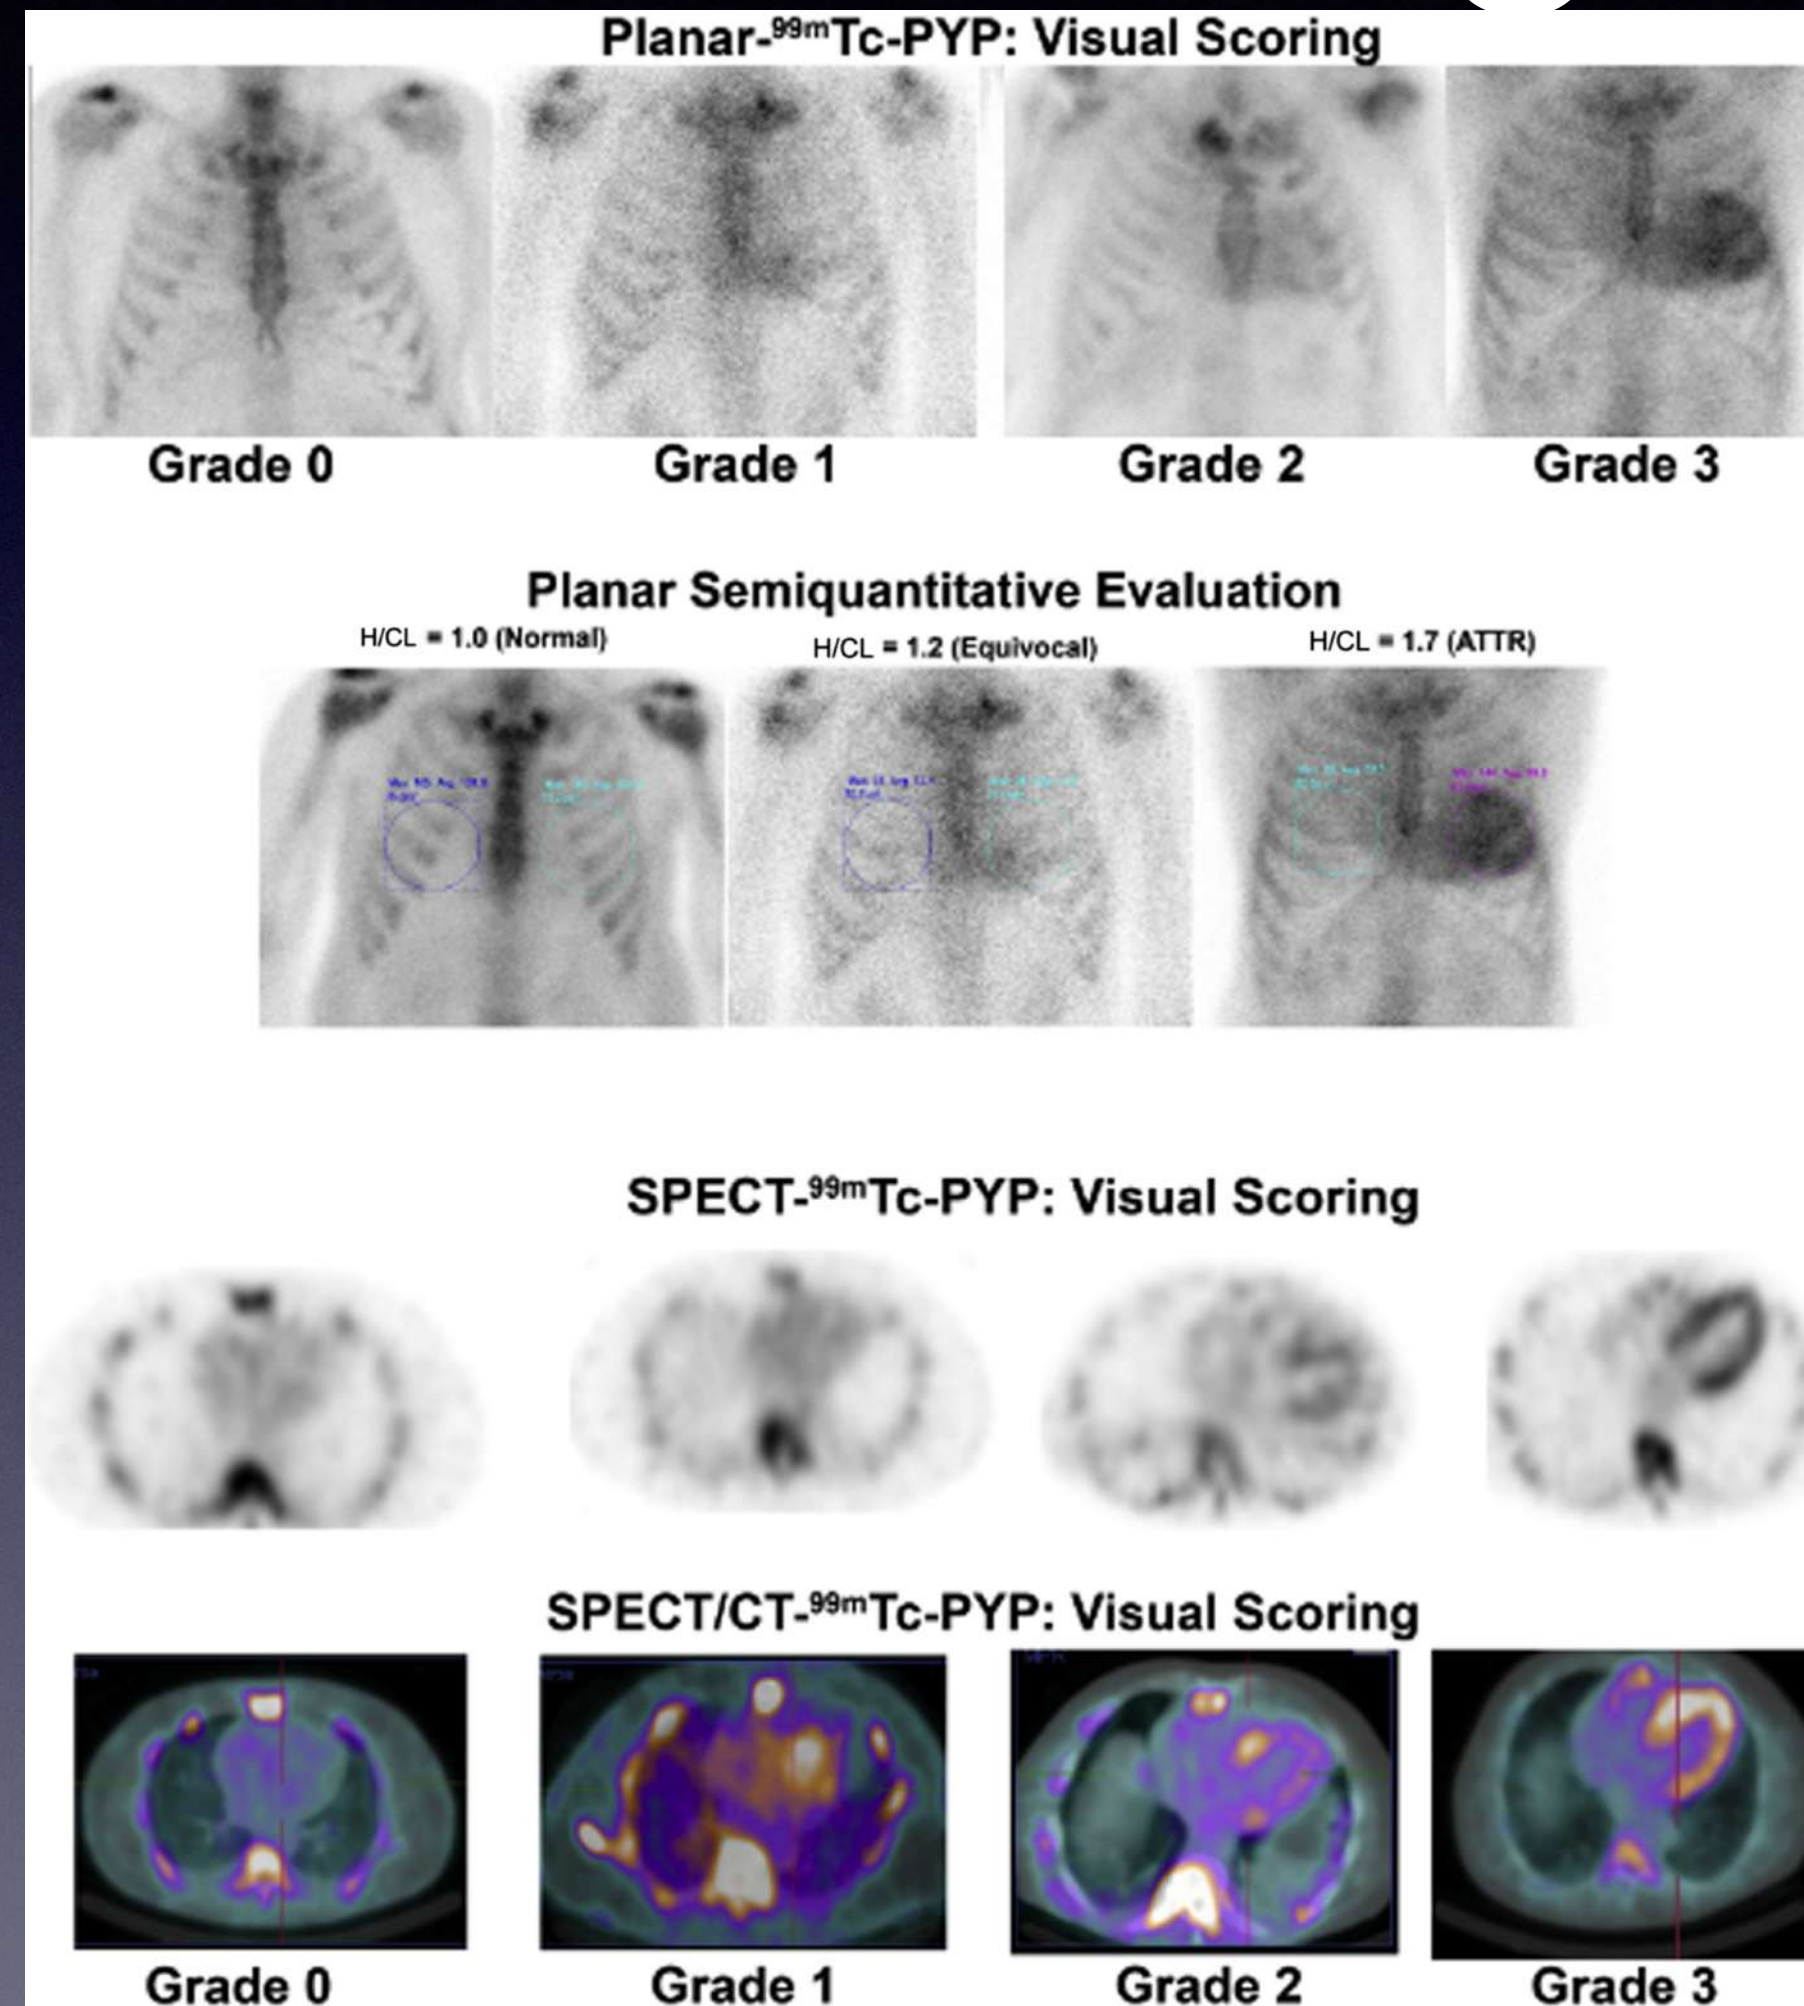 Planar-⁹⁹ᵐTc-PYP: Visual Scoring
Grade 0 Grade 1 Grade 2 Grade 3
Planar Semiquantitative Evaluation
H/CL = 1.0 (Normal) H/CL = 1.2 (Equivocal) H/CL = 1.7 (ATTR)
SPECT-⁹⁹ᵐTc-PYP: Visual Scoring
SPECT/CT-⁹⁹ᵐTc-PYP: Visual Scoring
Grade 0 Grade 1 Grade 2 Grade 3